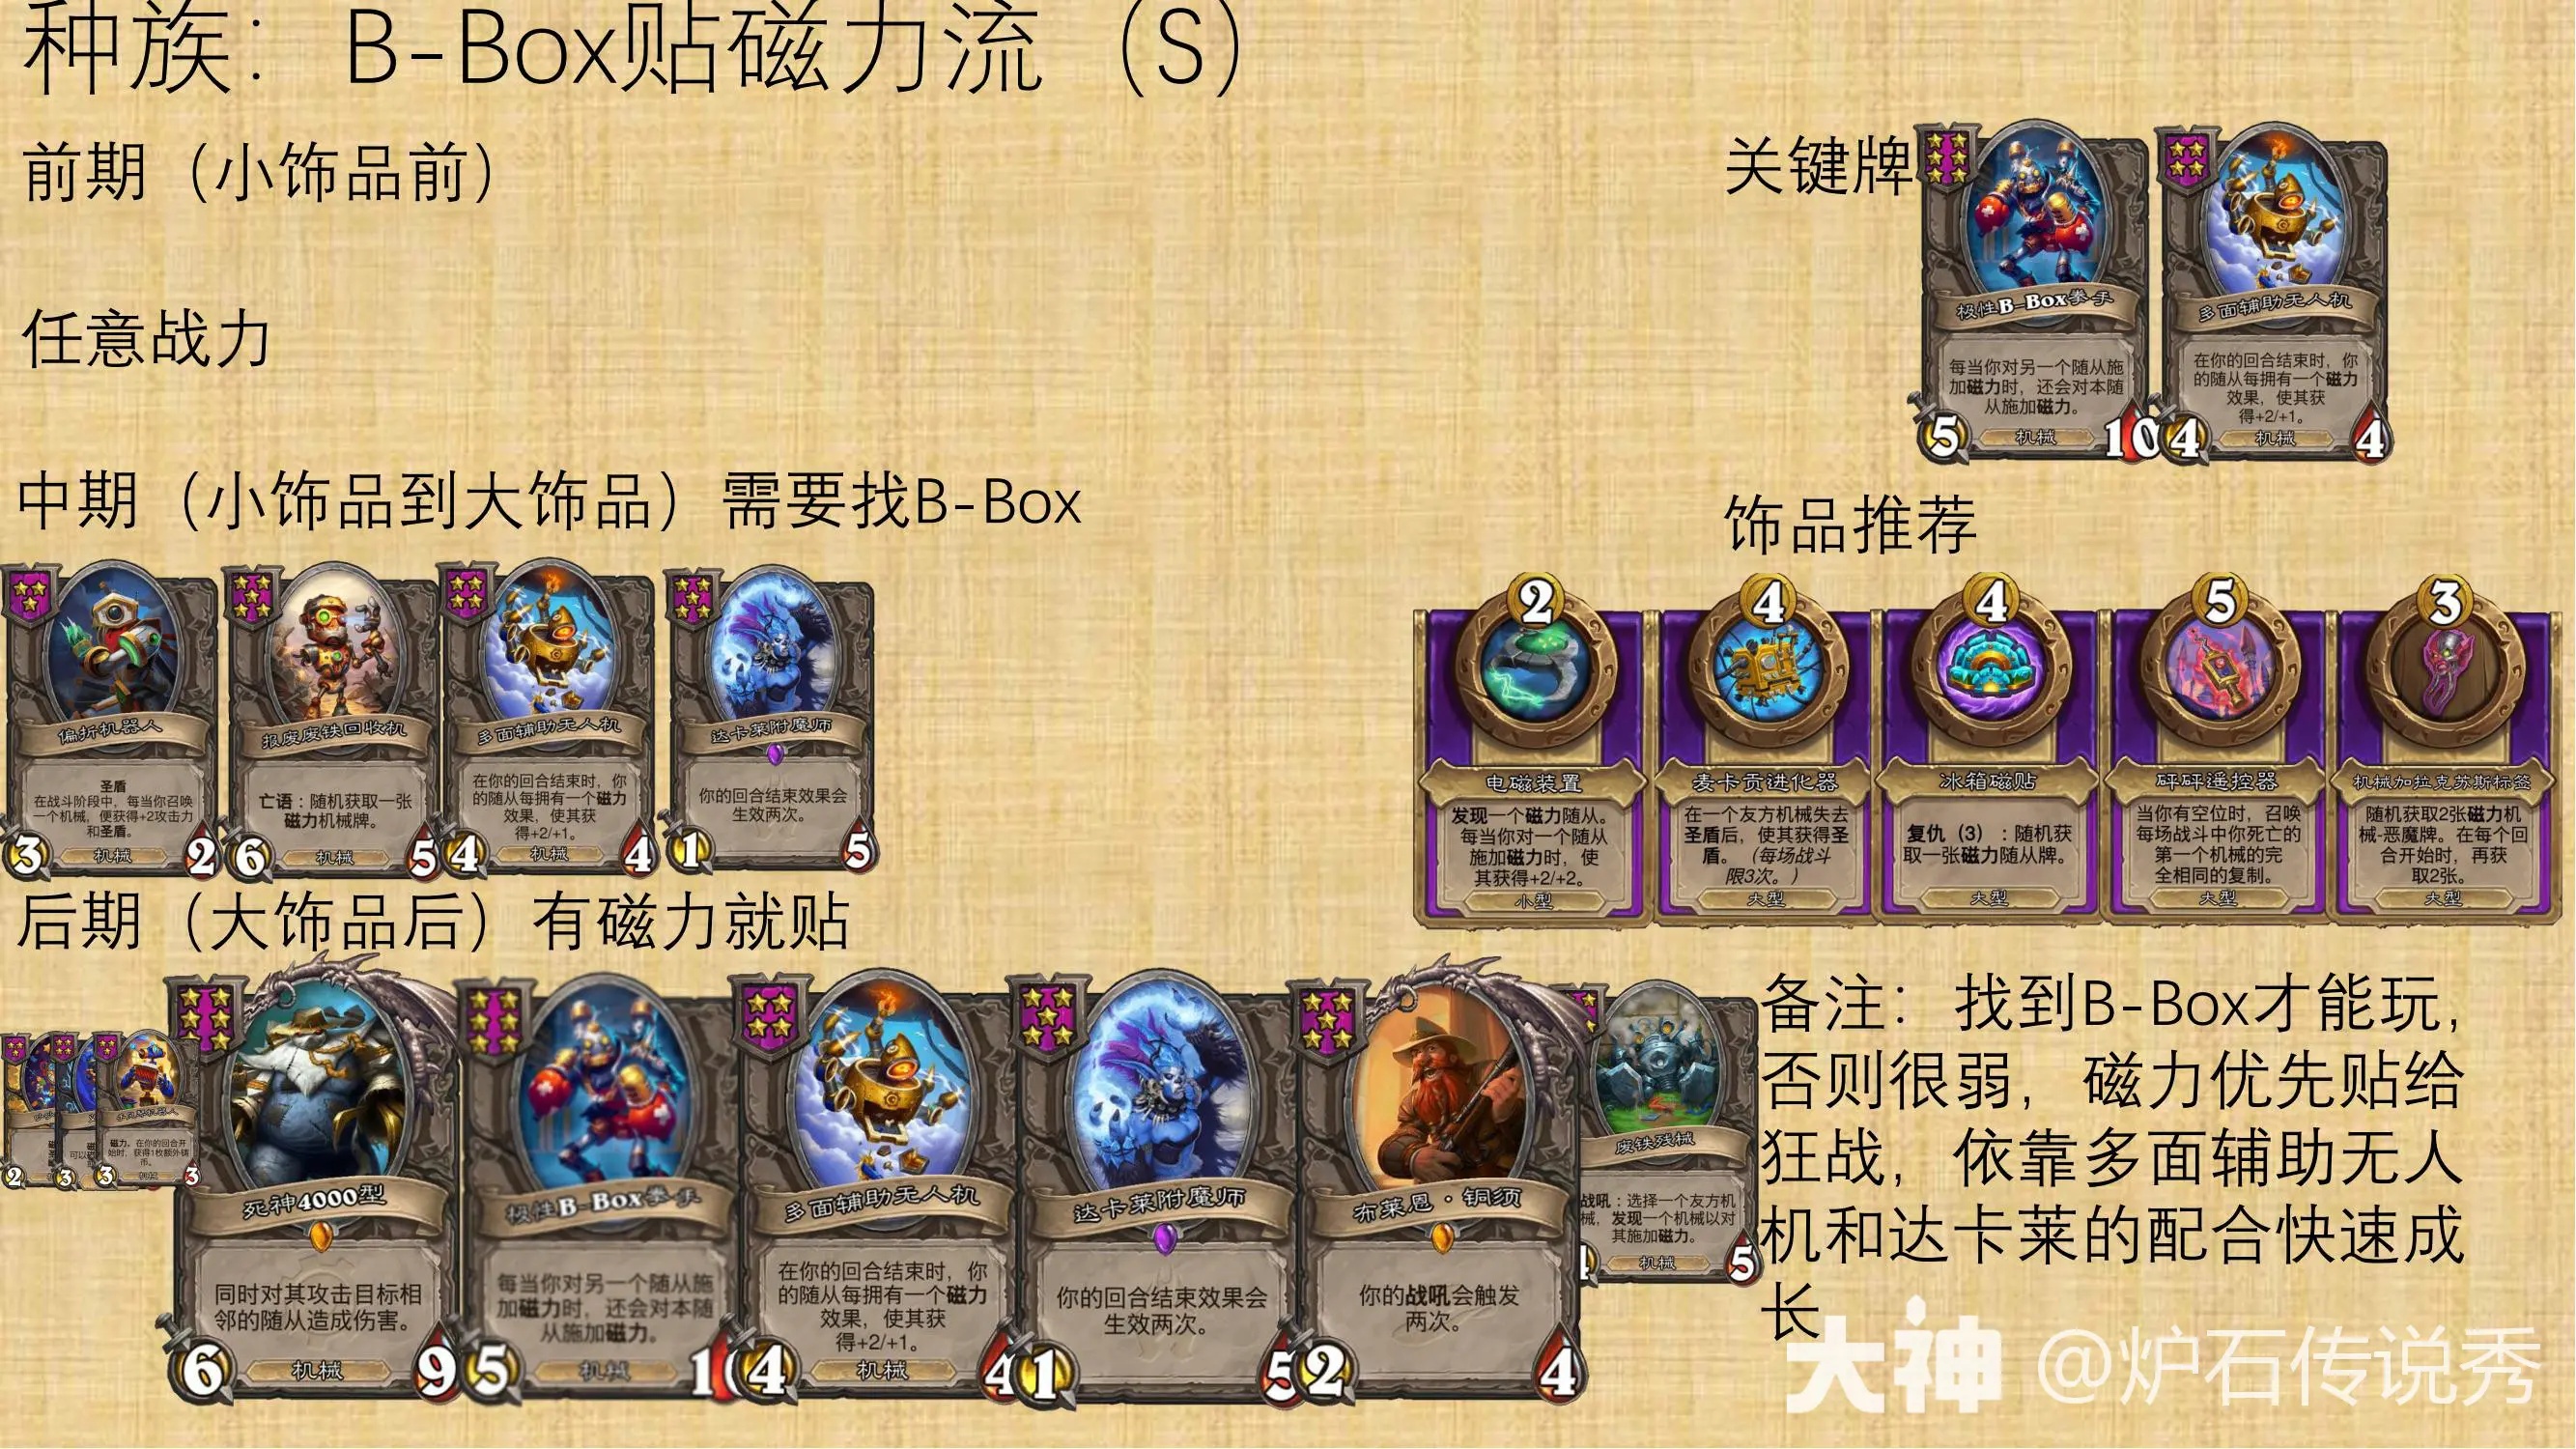 种族： B-Box贴磁力流（S）
前期（小饰品前）
任意战力
中期（小饰品到大饰品）需要找B-Box
偏折机器人
圣盾
在战斗阶段中，每当你召唤
一个机械，便获得+2攻击力
和圣盾。
机械
3
2
报废废铁回收机
亡语：随机获取一张
磁力机械牌。
机械
6
5
多面辅助无人机
在你的回合结束时，你
的随从每拥有一个磁力
效果，使其获
得+2/+1。
机械
4
4
达卡莱附魔师
你的回合结束效果会
生效两次。
1
5
后期（大饰品后）有磁力就贴
2
3
磁力。在你的回合开
始时，获得1枚额外铸
币。
机械
3
3
死神4000型
同时对其攻击目标相
邻的随从造成伤害。
机械
6
9
极性B-Box拳手
每当你对另一个随从施
加磁力时，还会对本随
从施加磁力。
机械
5
多面辅助无人机
在你的回合结束时，你
的随从每拥有一个磁力
效果，使其获
得+2/+1。
机械
4
4
达卡莱附魔师
你的回合结束效果会
生效两次。
1
5
布莱恩·铜须
你的战吼会触发
两次。
2
4
废铁残械
战吼：选择一个友方机
械，发现一个机械以对
其施加磁力。
机械
5
关键牌
极性B-Box拳手
每当你对另一个随从施
加磁力时，还会对本随
从施加磁力。
机械
5
10
多面辅助无人机
在你的回合结束时，你
的随从每拥有一个磁力
效果，使其获
得+2/+1。
机械
4
4
饰品推荐
2
电磁装置
发现一个磁力随从。
每当你对一个随从
施加磁力时，使
其获得+2/+2。
小型
4
麦卡贡进化器
在一个友方机械失去
圣盾后，使其获得圣
盾。（每场战斗
限3次。）
大型
4
冰箱磁贴
复仇（3）：随机获
取一张磁力随从牌。
大型
5
砰砰遥控器
当你有空位时，召唤
每场战斗中你死亡的
第一个机械的完
全相同的复制。
大型
3
机械加拉克苏斯标签
随机获取2张磁力机
械-恶魔牌。在每个回
合开始时，再获
取2张。
大型
备注：找到B-Box才能玩，
否则很弱，磁力优先贴给
狂战，依靠多面辅助无人
机和达卡莱的配合快速成
长
大神 @炉石传说秀